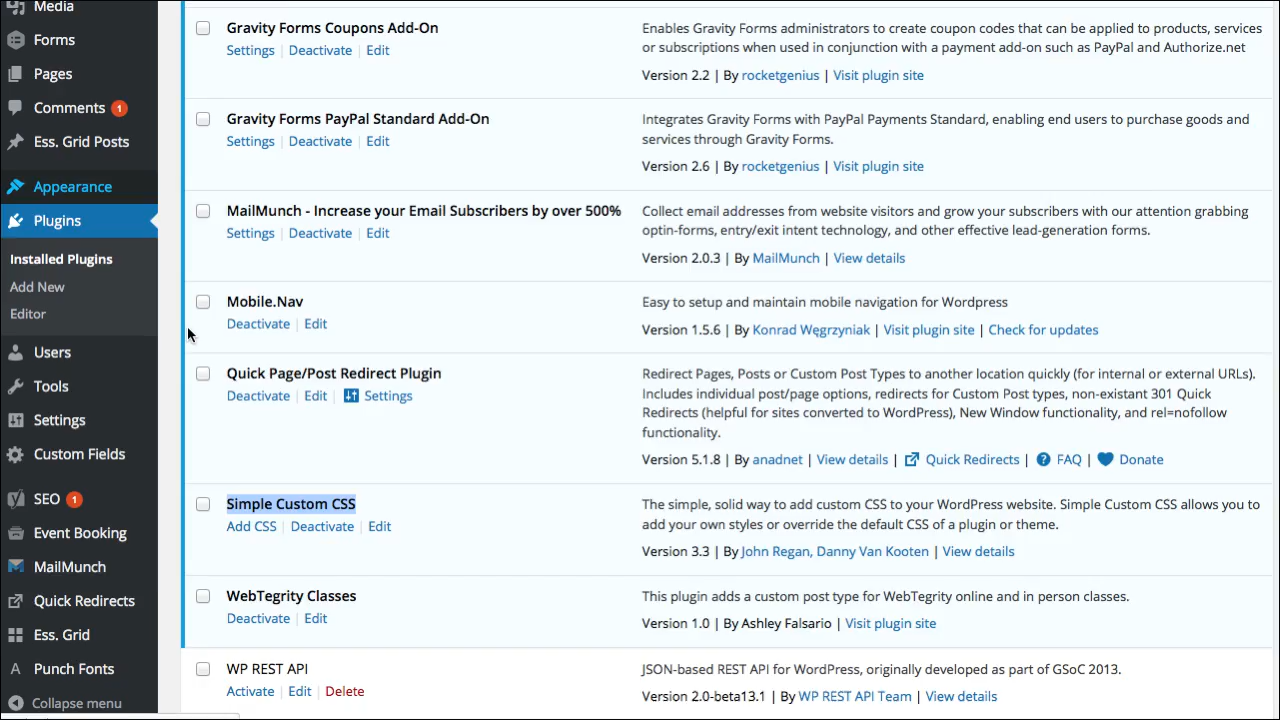 Media
Forms
Pages
Comments 1
Ess. Grid Posts
Appearance
Plugins
Installed Plugins
Add New
Editor
Users
Tools
Settings
Custom Fields
SEO 1
Event Booking
MailMunch
Quick Redirects
Ess. Grid
Punch Fonts
Collapse menu
Gravity Forms Coupons Add-On
Settings | Deactivate | Edit
Enables Gravity Forms administrators to create coupon codes that can be applied to products, services
or subscriptions when used in conjunction with a payment add-on such as PayPal and Authorize.net
Version 2.2 | By rocketgenius | Visit plugin site
Gravity Forms PayPal Standard Add-On
Settings | Deactivate | Edit
Integrates Gravity Forms with PayPal Payments Standard, enabling end users to purchase goods and
services through Gravity Forms.
Version 2.6 | By rocketgenius | Visit plugin site
MailMunch - Increase your Email Subscribers by over 500%
Settings | Deactivate | Edit
Collect email addresses from website visitors and grow your subscribers with our attention grabbing
optin-forms, entry/exit intent technology, and other effective lead-generation forms.
Version 2.0.3 | By MailMunch | View details
Mobile.Nav
Deactivate | Edit
Easy to setup and maintain mobile navigation for Wordpress
Version 1.5.6 | By Konrad Węgrzyniak | Visit plugin site | Check for updates
Quick Page/Post Redirect Plugin
Deactivate | Edit | Settings
Redirect Pages, Posts or Custom Post Types to another location quickly (for internal or external URLs).
Includes individual post/page options, redirects for Custom Post types, non-existant 301 Quick
Redirects (helpful for sites converted to WordPress), New Window functionality, and rel=nofollow
functionality.
Version 5.1.8 | By anadnet | View details | Quick Redirects | FAQ | Donate
Simple Custom CSS
Add CSS | Deactivate | Edit
The simple, solid way to add custom CSS to your WordPress website. Simple Custom CSS allows you to
add your own styles or override the default CSS of a plugin or theme.
Version 3.3 | By John Regan, Danny Van Kooten | View details
WebTegrity Classes
Deactivate | Edit
This plugin adds a custom post type for WebTegrity online and in person classes.
Version 1.0 | By Ashley Falsario | Visit plugin site
WP REST API
Activate | Edit | Delete
JSON-based REST API for WordPress, originally developed as part of GSoC 2013.
Version 2.0-beta13.1 | By WP REST API Team | View details